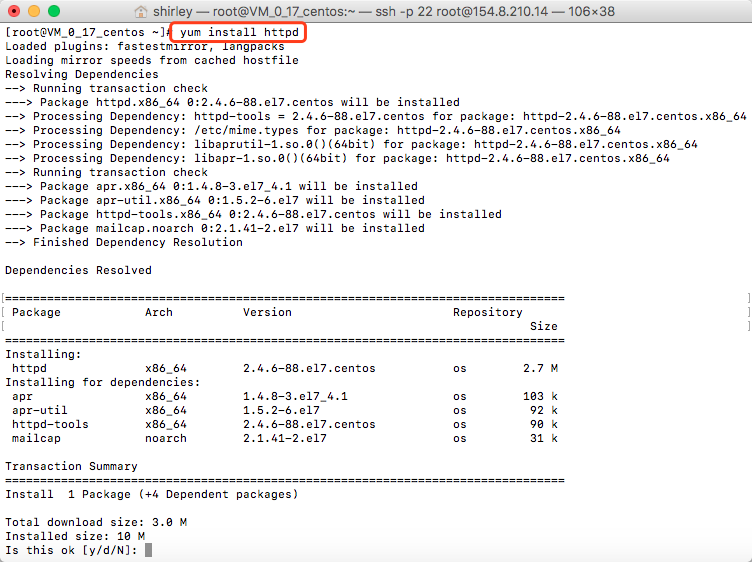 shirley — root@VM_0_17_centos:~ — ssh -p 22 root@154.8.210.14 — 106×38
[root@VM_0_17_centos ~]# yum install httpd
Loaded plugins: fastestmirror, langpacks
Loading mirror speeds from cached hostfile
Resolving Dependencies
--> Running transaction check
---> Package httpd.x86_64 0:2.4.6-88.el7.centos will be installed
--> Processing Dependency: httpd-tools = 2.4.6-88.el7.centos for package: httpd-2.4.6-88.el7.centos.x86_64
--> Processing Dependency: /etc/mime.types for package: httpd-2.4.6-88.el7.centos.x86_64
--> Processing Dependency: libaprutil-1.so.0()(64bit) for package: httpd-2.4.6-88.el7.centos.x86_64
--> Processing Dependency: libapr-1.so.0()(64bit) for package: httpd-2.4.6-88.el7.centos.x86_64
--> Running transaction check
---> Package apr.x86_64 0:1.4.8-3.el7_4.1 will be installed
---> Package apr-util.x86_64 0:1.5.2-6.el7 will be installed
---> Package httpd-tools.x86_64 0:2.4.6-88.el7.centos will be installed
---> Package mailcap.noarch 0:2.1.41-2.el7 will be installed
--> Finished Dependency Resolution
Dependencies Resolved
================================================================================
Package Arch Version Repository
Size
================================================================================
Installing:
httpd x86_64 2.4.6-88.el7.centos os 2.7 M
Installing for dependencies:
apr x86_64 1.4.8-3.el7_4.1 os 103 k
apr-util x86_64 1.5.2-6.el7 os 92 k
httpd-tools x86_64 2.4.6-88.el7.centos os 90 k
mailcap noarch 2.1.41-2.el7 os 31 k
Transaction Summary
================================================================================
Install 1 Package (+4 Dependent packages)
Total download size: 3.0 M
Installed size: 10 M
Is this ok [y/d/N]: